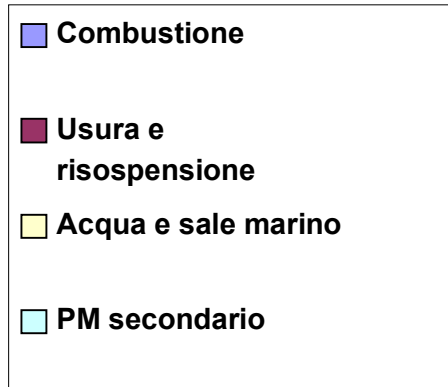 Combustione
Usura e
risospensione
Acqua e sale marino
PM secondario